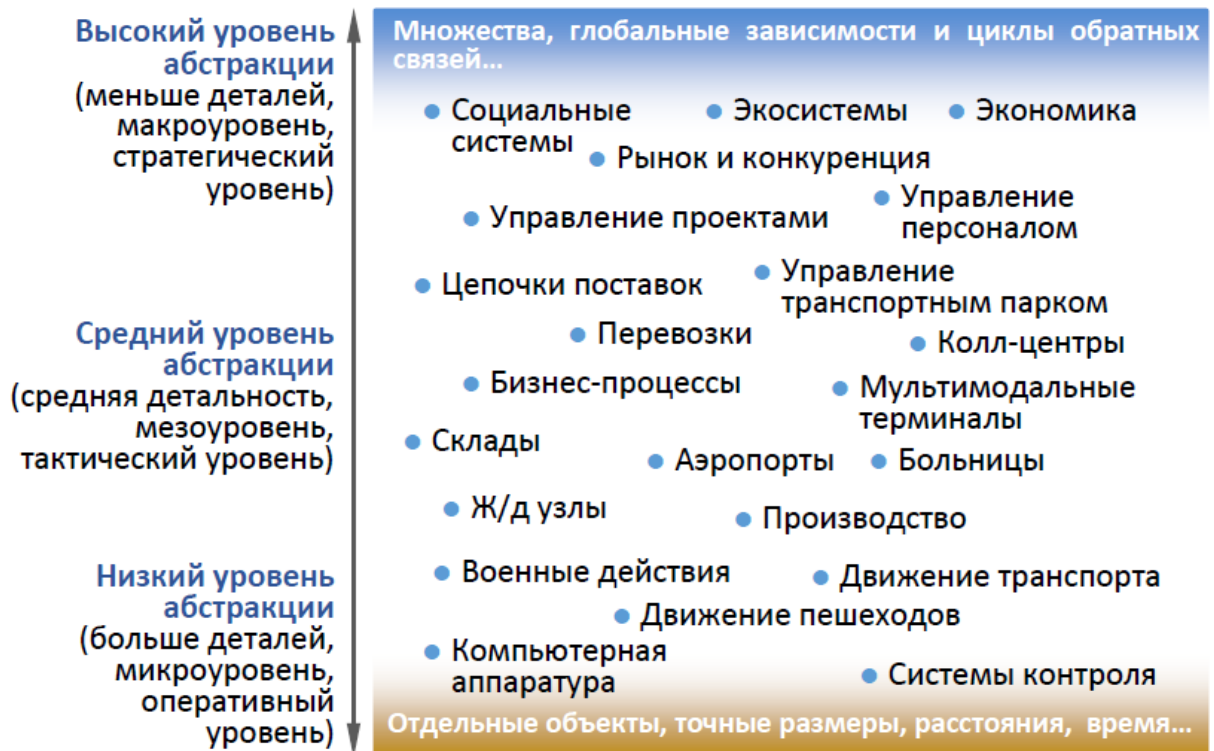 Высокий уровень
абстракции
(меньше деталей,
макроуровень,
стратегический
уровень)
Средний уровень
абстракции
(средняя детальность,
мезоуровень,
тактический уровень)
Низкий уровень
абстракции
(больше деталей,
микроуровень,
оперативный
уровень)
Множества, глобальные зависимости и циклы обратных
связей…
Социальные
системы
Экосистемы
Экономика
Рынок и конкуренция
Управление проектами
Управление
персоналом
Цепочки поставок
Управление
транспортным парком
Перевозки
Колл-центры
Бизнес-процессы
Мультимодальные
терминалы
Склады
Аэропорты
Больницы
Ж/д узлы
Производство
Военные действия
Движение транспорта
Движение пешеходов
Компьютерная
аппаратура
Системы контроля
Отдельные объекты, точные размеры, расстояния, время…